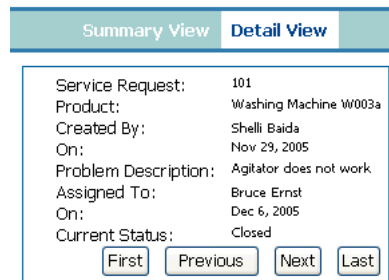 Summary View Detail View
Service Request: 101
Product: Washing Machine W003a
Created By: Shelli Baida
On: Nov 29, 2005
Problem Description: Agitator does not work
Assigned To: Bruce Ernst
On: Dec 6, 2005
Current Status: Closed
First Previous Next Last